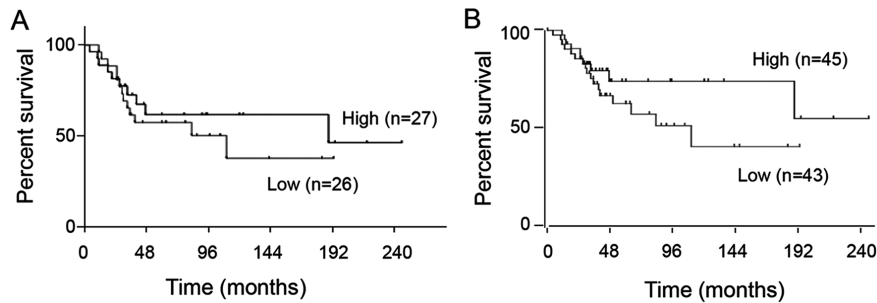 A
Percent survival
100
50
0
High (n=27)
Low (n=26)
0 48 96 144 192 240
Time (months)
B
Percent survival
100
50
0
High (n=45)
Low (n=43)
0 48 96 144 192 240
Time (months)